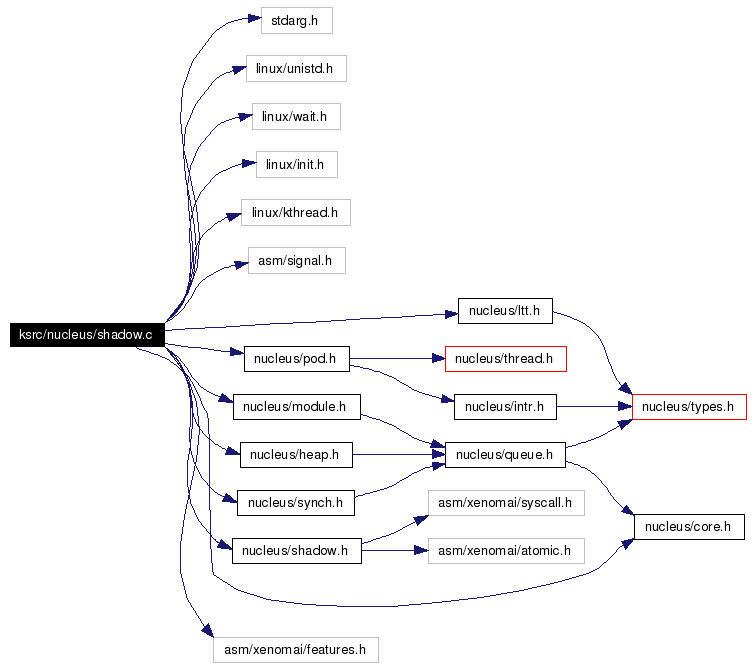 stdarg.h
linux/unistd.h
linux/wait.h
linux/init.h
linux/kthread.h
asm/signal.h
nucleus/ltt.h
ksrc/nucleus/shadow.c
nucleus/pod.h
nucleus/thread.h
nucleus/module.h
nucleus/intr.h
nucleus/types.h
nucleus/heap.h
nucleus/queue.h
nucleus/synch.h
asm/xenomai/syscall.h
nucleus/core.h
nucleus/shadow.h
asm/xenomai/atomic.h
asm/xenomai/features.h